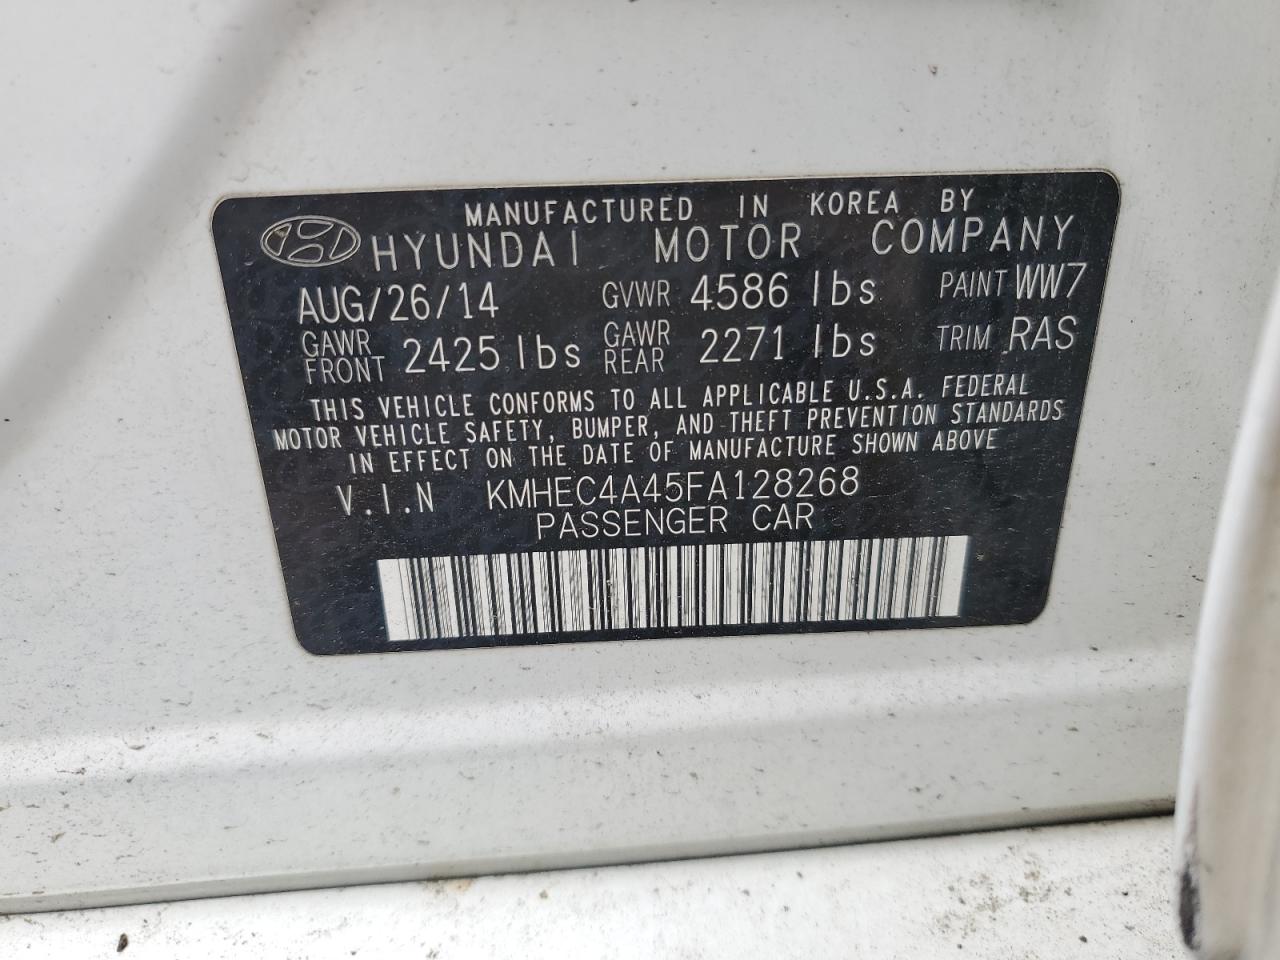 MANUFACTURED IN KOREA BY
HYUNDAI MOTOR COMPANY
AUG/26/14 GVWR 4586 lbs PAINT WW7
GAWR FRONT 2425 lbs GAWR REAR 2271 lbs TRIM RAS
THIS VEHICLE CONFORMS TO ALL APPLICABLE U.S.A. FEDERAL
MOTOR VEHICLE SAFETY, BUMPER, AND THEFT PREVENTION STANDARDS
IN EFFECT ON THE DATE OF MANUFACTURE SHOWN ABOVE
V.I.N KMHEC4A45FA128268
PASSENGER CAR